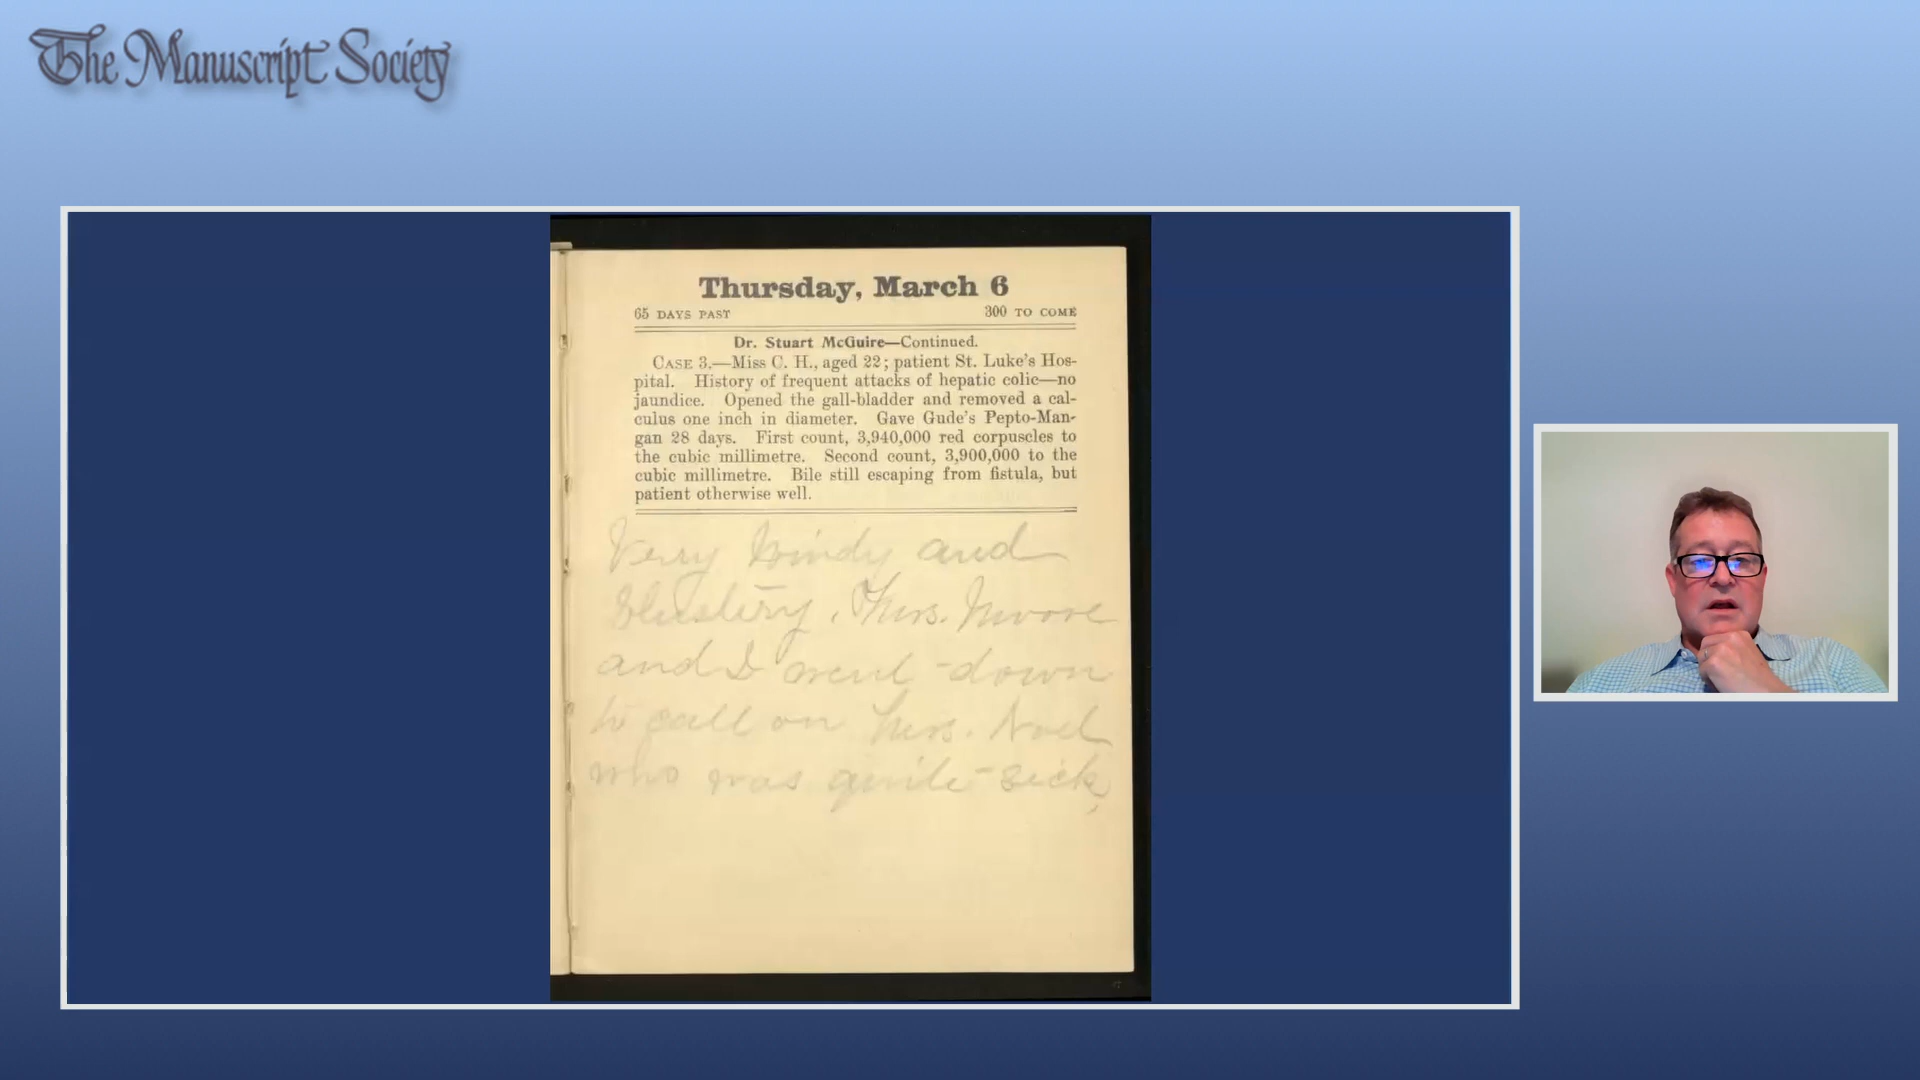 The Manuscript Society
Thursday, March 6
65 DAYS PAST 300 TO COME
Dr. Stuart McGuire—Continued.
CASE 3.—Miss C. H., aged 22; patient St. Luke's Hos-
pital. History of frequent attacks of hepatic colic—no
jaundice. Opened the gall-bladder and removed a cal-
culus one inch in diameter. Gave Gude's Pepto-Man-
gan 28 days. First count, 3,940,000 red corpuscles to
the cubic millimetre. Second count, 3,900,000 to the
cubic millimetre. Bile still escaping from fistula, but
patient otherwise well.
Very windy and
blustery. Mrs. Moore
and I went down
to call on Mrs. Noel
who was quite sick,